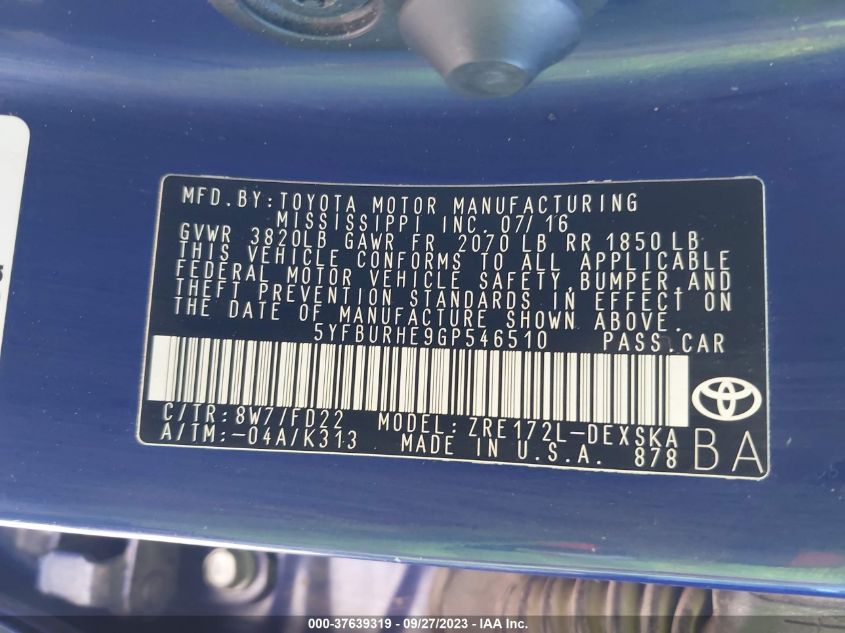 MFD.BY:TOYOTA MOTOR MANUFACTURING
MISSISSIPPI INC. 07/16
GVWR 3820LB GAWR FR 2070 LB RR 1850 LB
THIS VEHICLE CONFORMS TO ALL APPLICABLE
FEDERAL MOTOR VEHICLE SAFETY,BUMPER,AND
THEFT PREVENTION STANDARDS IN EFFECT ON
THE DATE OF MANUFACTURE SHOWN ABOVE.
5YFBURHE9GP546510 PASS.CAR
C/TR:8W7/FD22 MODEL:ZRE172L-DEXSKA
A/TM:-04A/K313 MADE IN U.S.A. 878 BA
000-37639319 - 09/27/2023 - IAA Inc.